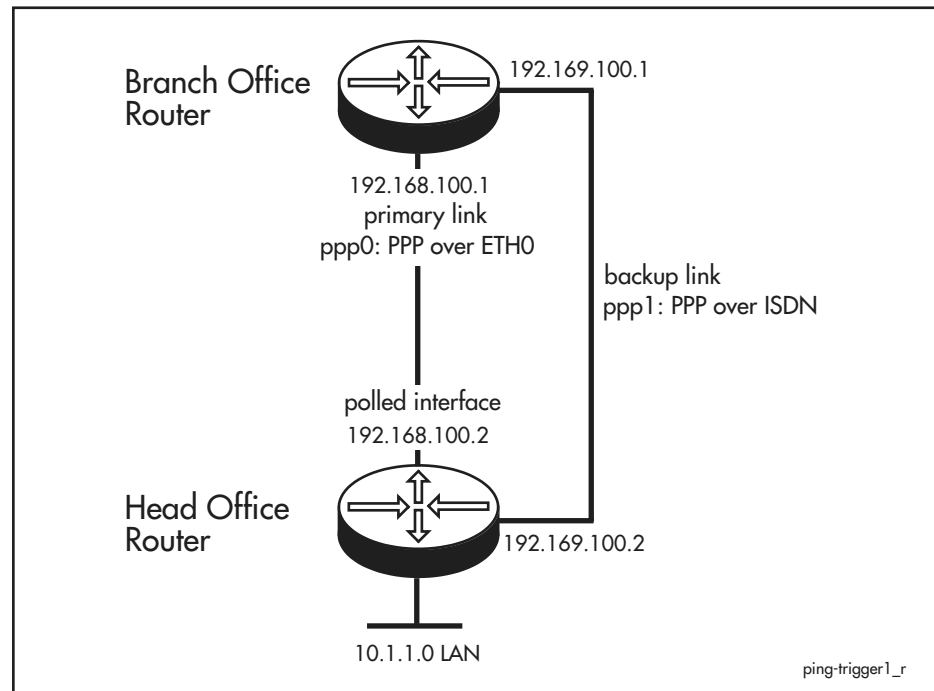 Branch Office
Router
192.169.100.1
192.168.100.1
primary link
ppp0: PPP over ETH0
backup link
ppp1: PPP over ISDN
polled interface
192.168.100.2
Head Office
Router
192.169.100.2
10.1.1.0 LAN
ping-trigger1_r